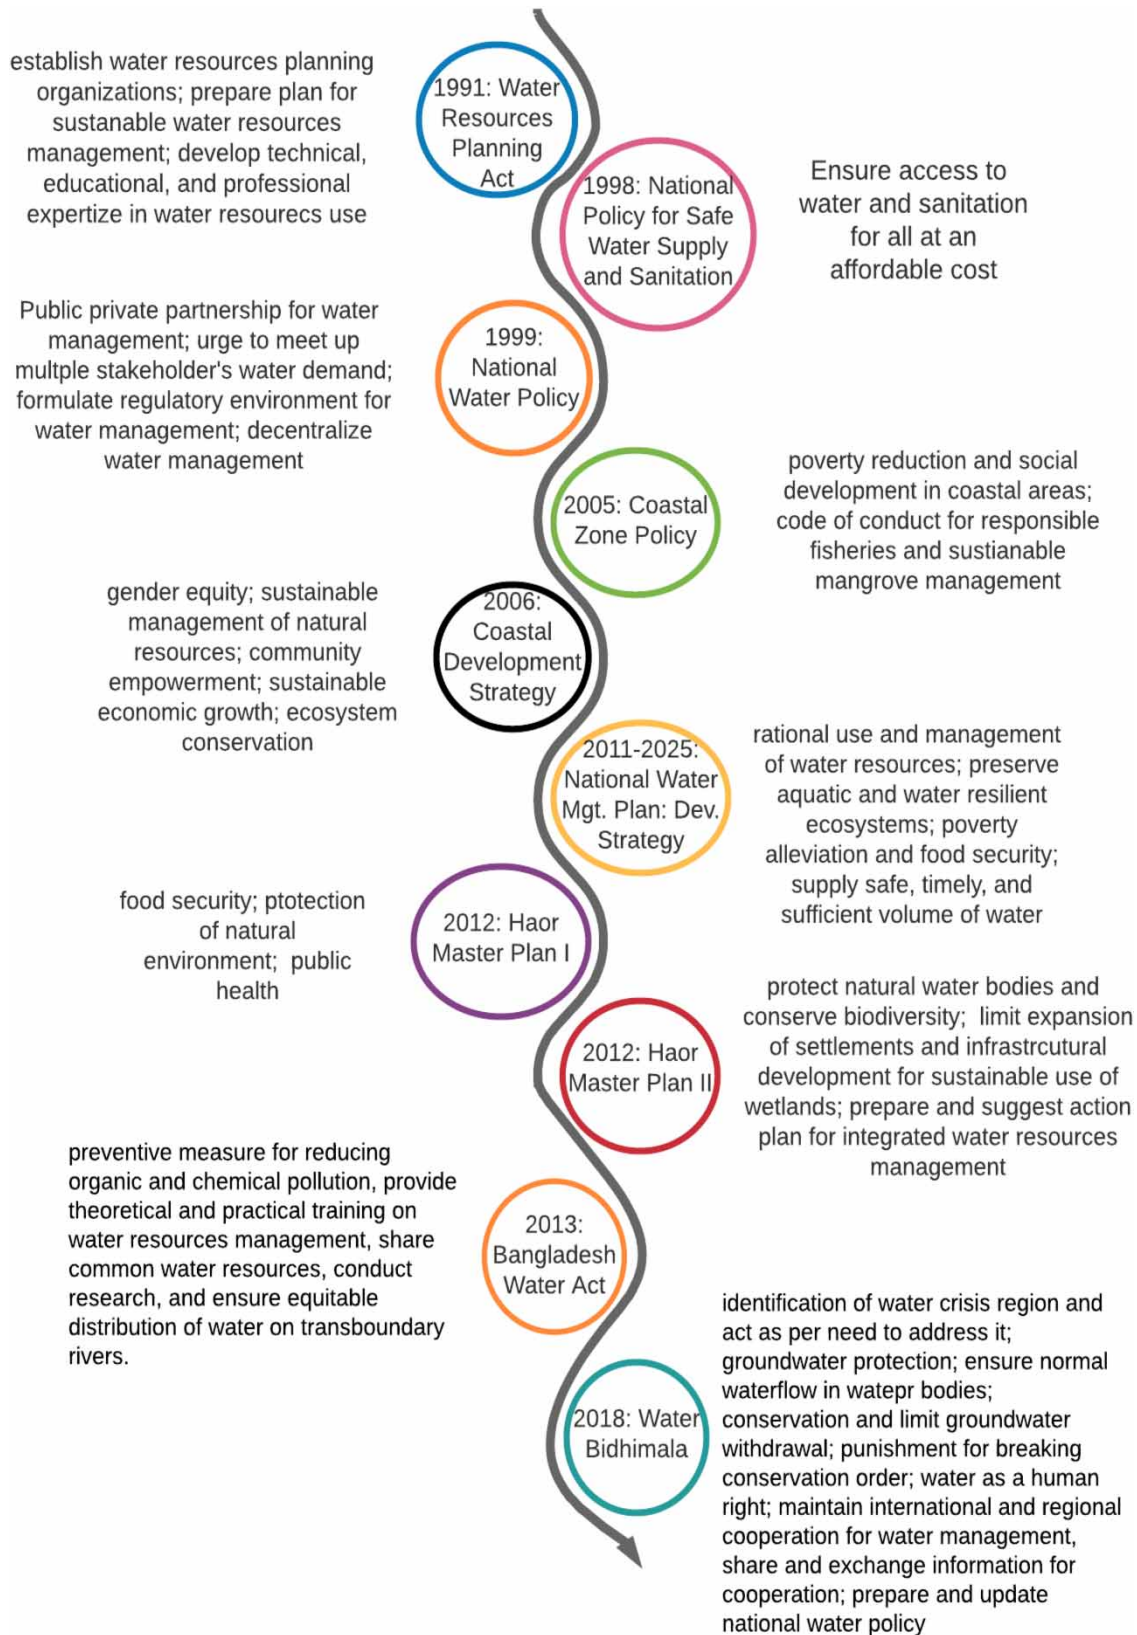 establish water resources planning
organizations; prepare plan for
sustanable water resources
management; develop technical,
educational, and professional
expertize in water resourecs use
1991: Water
Resources
Planning
Act
1998: National
Policy for Safe
Water Supply
and Sanitation
Ensure access to
water and sanitation
for all at an
affordable cost
Public private partnership for water
management; urge to meet up
multple stakeholder's water demand;
formulate regulatory environment for
water management; decentralize
water management
1999:
National
Water Policy
2005: Coastal
Zone Policy
poverty reduction and social
development in coastal areas;
code of conduct for responsible
fisheries and sustianable
mangrove management
gender equity; sustainable
management of natural
resources; community
empowerment; sustainable
economic growth; ecosystem
conservation
2006:
Coastal
Development
Strategy
2011-2025:
National Water
Mgt. Plan: Dev.
Strategy
rational use and management
of water resources; preserve
aquatic and water resilient
ecosystems; poverty
alleviation and food security;
supply safe, timely, and
sufficient volume of water
food security; ptotection
of natural
environment;  public
health
2012: Haor
Master Plan I
2012: Haor
Master Plan II
protect natural water bodies and
conserve biodiversity;  limit expansion
of settlements and infrastrcutural
development for sustainable use of
wetlands; prepare and suggest action
plan for integrated water resources
management
preventive measure for reducing
organic and chemical pollution, provide
theoretical and practical training on
water resources management, share
common water resources, conduct
research, and ensure equitable
distribution of water on transboundary
rivers.
2013:
Bangladesh
Water Act
2018: Water
Bidhimala
identification of water crisis region and
act as per need to address it;
groundwater protection; ensure normal
waterflow in watepr bodies;
conservation and limit groundwater
withdrawal; punishment for breaking
conservation order; water as a human
right; maintain international and regional
cooperation for water management,
share and exchange information for
cooperation; prepare and update
national water policy